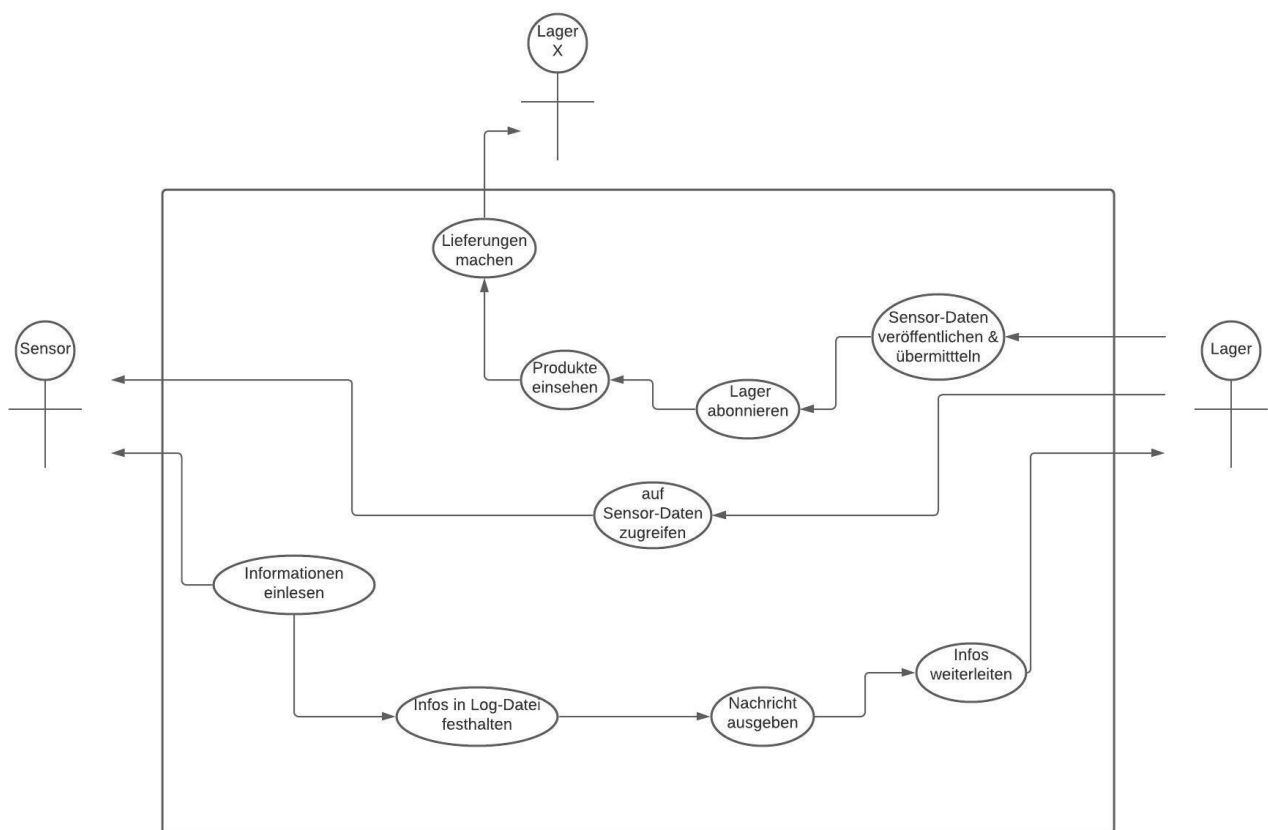 Lager
X
Lieferungen
machen
Sensor-Daten
veröffentlichen &
übermittteln
Sensor
Lager
Produkte
einsehen
Lager
abonnieren
auf
Sensor-Daten
zugreifen
Informationen
einlesen
Infos
weiterleiten
Infos in Log-Datei
festhalten
Nachricht
ausgeben